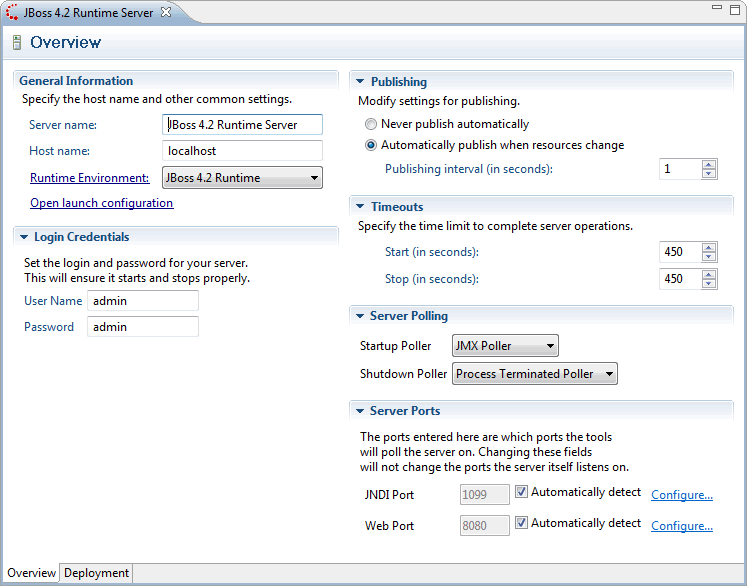 JBoss 4.2 Runtime Server
Overview
General Information
Specify the host name and other common settings.
Server name: JBoss 4.2 Runtime Server
Host name: localhost
Runtime Environment: JBoss 4.2 Runtime
Open launch configuration
Login Credentials
Set the login and password for your server.
This will ensure it starts and stops properly.
User Name admin
Password admin
Publishing
Modify settings for publishing.
Never publish automatically
Automatically publish when resources change
Publishing interval (in seconds): 1
Timeouts
Specify the time limit to complete server operations.
Start (in seconds): 450
Stop (in seconds): 450
Server Polling
Startup Poller JMX Poller
Shutdown Poller Process Terminated Poller
Server Ports
The ports entered here are which ports the tools
will poll the server on. Changing these fields
will not change the ports the server itself listens on.
JNDI Port 1099 Automatically detect Configure...
Web Port 8080 Automatically detect Configure...
Overview Deployment